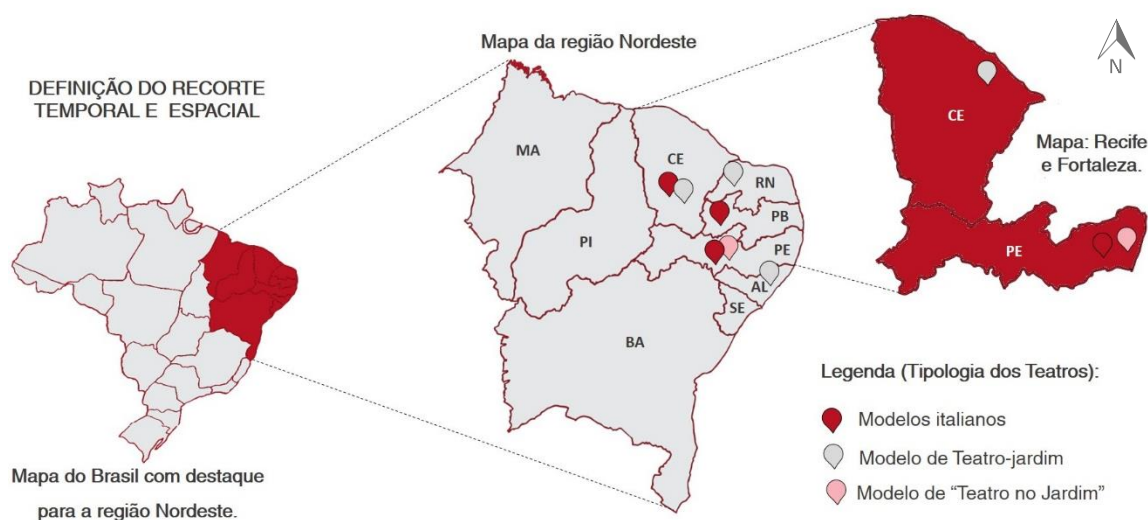 DEFINIÇÃO DO RECORTE
TEMPORAL E ESPACIAL
Mapa do Brasil com destaque
para a região Nordeste.
Mapa da região Nordeste
MA
PI
CE
RN
PB
PE
AL
SE
BA
N
CE
PE
Mapa: Recife
e Fortaleza.
Legenda (Tipologia dos Teatros):
Modelos italianos
Modelo de Teatro-jardim
Modelo de “Teatro no Jardim”